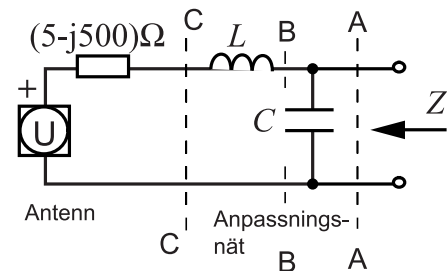 C
B
A
(5-j500)Ω
L
+
U
C
Z
Antenn
Anpassnings-
nät
C
B
A